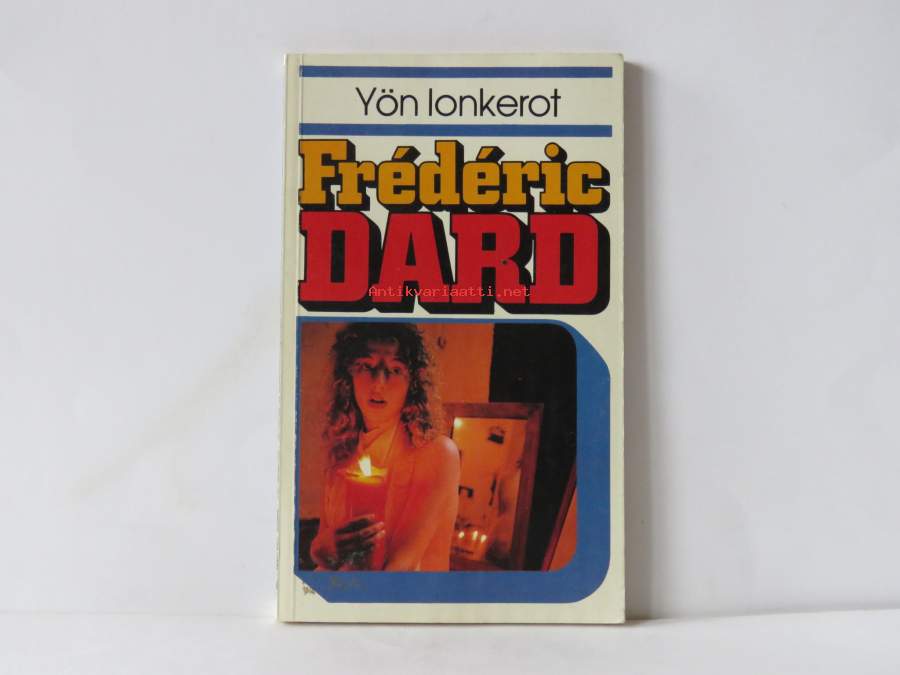 Yön lonkerot
Frédéric
DARD
Antikvariaatti.net